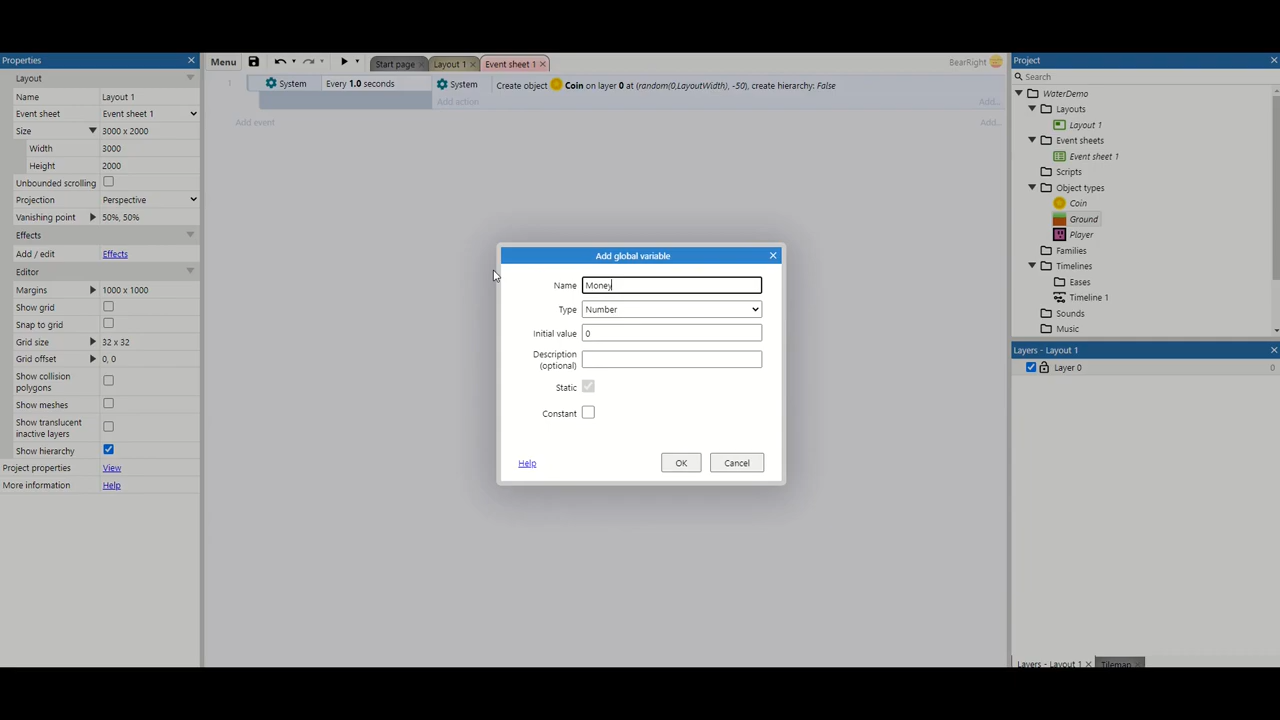 Properties
Layout
Name Layout 1
Event sheet Event sheet 1
Size 3000 x 2000
Width 3000
Height 2000
Unbounded scrolling
Projection Perspective
Vanishing point 50%, 50%
Effects
Add / edit Effects
Editor
Margins 1000 x 1000
Show grid
Snap to grid
Grid size 32 x 32
Grid offset 0, 0
Show collision
polygons
Show meshes
Show translucent
inactive layers
Show hierarchy
Project properties View
More information Help
Menu
Start page Layout 1 Event sheet 1
BearRight
1 System Every 1.0 seconds System Create object Coin on layer 0 at (random(0,LayoutWidth), -50), create hierarchy: False
Add action Add...
Add event Add...
Add global variable
Name Money
Type Number
Initial value 0
Description
(optional)
Static
Constant
Help OK Cancel
Project
Search
WaterDemo
Layouts
Layout 1
Event sheets
Event sheet 1
Scripts
Object types
Coin
Ground
Player
Families
Timelines
Eases
Timeline 1
Sounds
Music
Layers - Layout 1
Layer 0 0
Layers - Layout 1 Tilemap